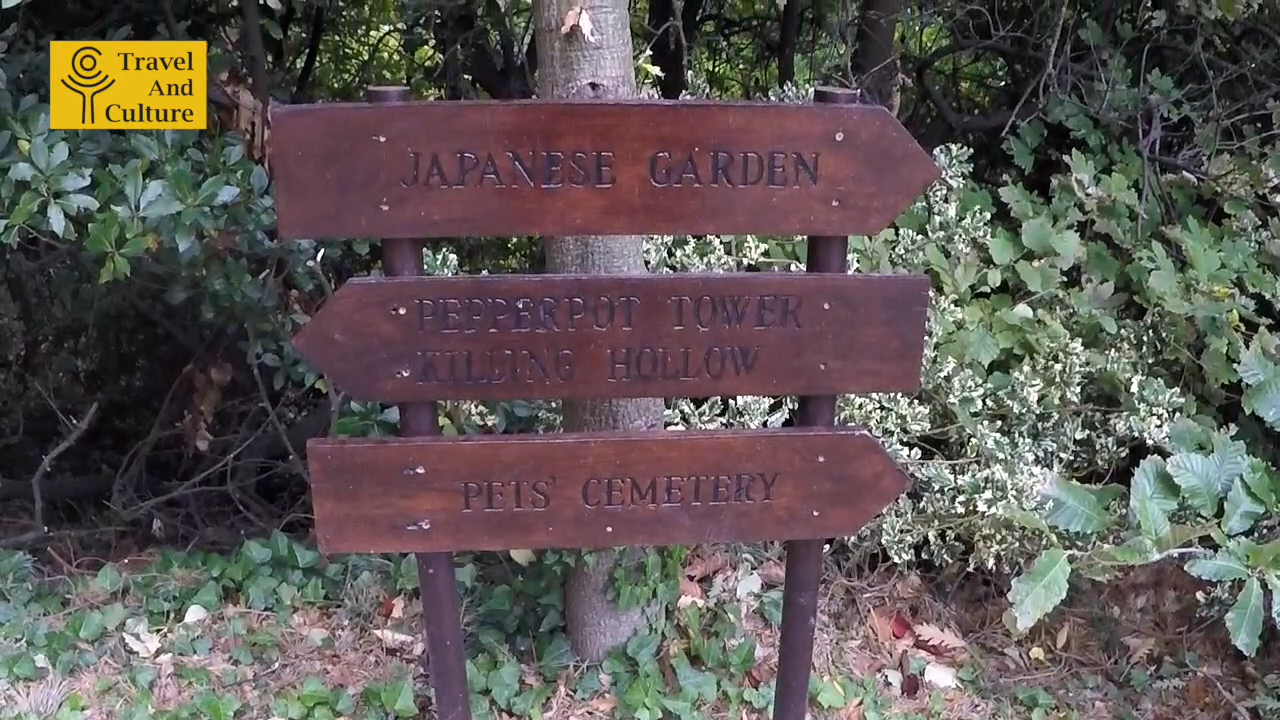 Travel
And
Culture
JAPANESE GARDEN
PEPPERPOT TOWER
KILLING HOLLOW
PETS' CEMETERY